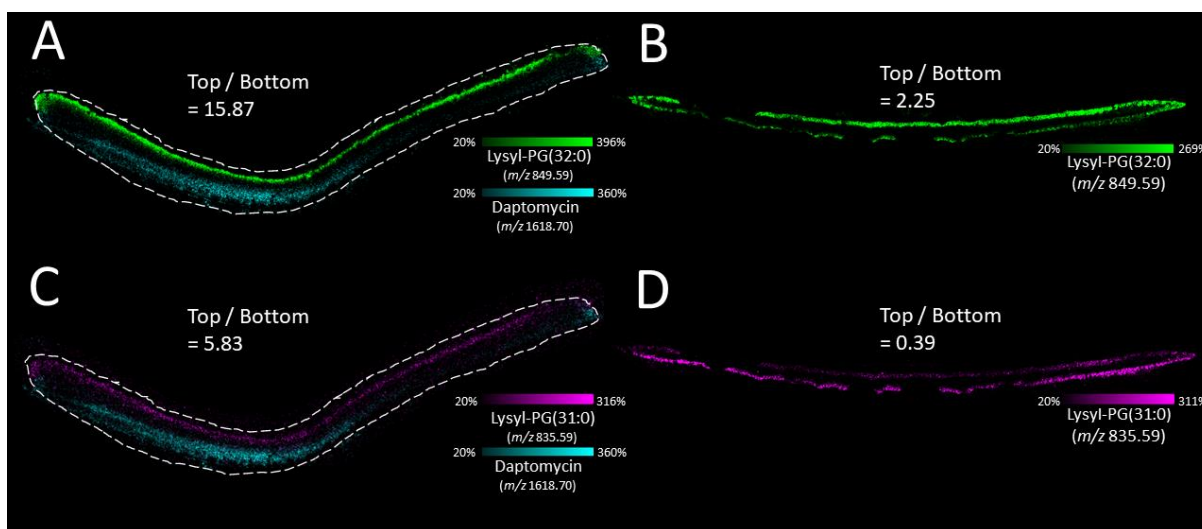 A
Top / Bottom
= 15.87
20% 396%
Lysyl-PG(32:0)
(m/z 849.59)
20% 360%
Daptomycin
(m/z 1618.70)
B
Top / Bottom
= 2.25
20% 269%
Lysyl-PG(32:0)
(m/z 849.59)
C
Top / Bottom
= 5.83
20% 316%
Lysyl-PG(31:0)
(m/z 835.59)
20% 360%
Daptomycin
(m/z 1618.70)
D
Top / Bottom
= 0.39
20% 311%
Lysyl-PG(31:0)
(m/z 835.59)